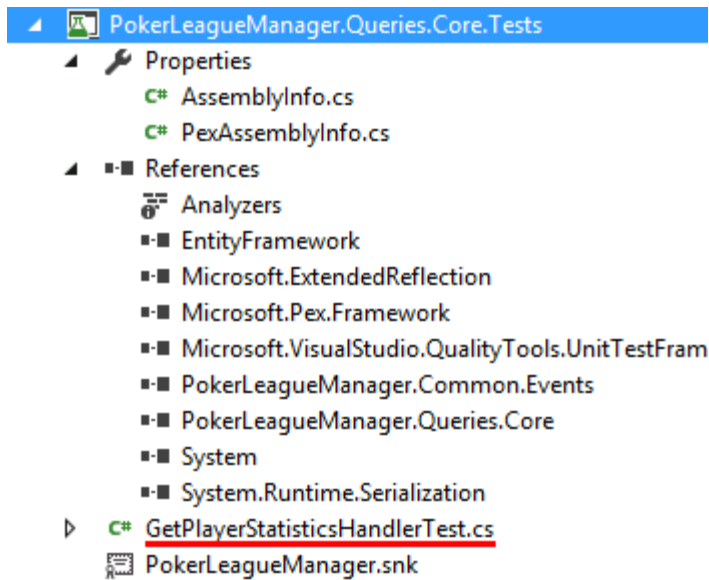 PokerLeagueManager.Queries.Core.Tests
Properties
C# AssemblyInfo.cs
C# PexAssemblyInfo.cs
References
Analyzers
EntityFramework
Microsoft.ExtendedReflection
Microsoft.Pex.Framework
Microsoft.VisualStudio.QualityTools.UnitTestFram
PokerLeagueManager.Common.Events
PokerLeagueManager.Queries.Core
System
System.Runtime.Serialization
C# GetPlayerStatisticsHandlerTest.cs
PokerLeagueManager.snk